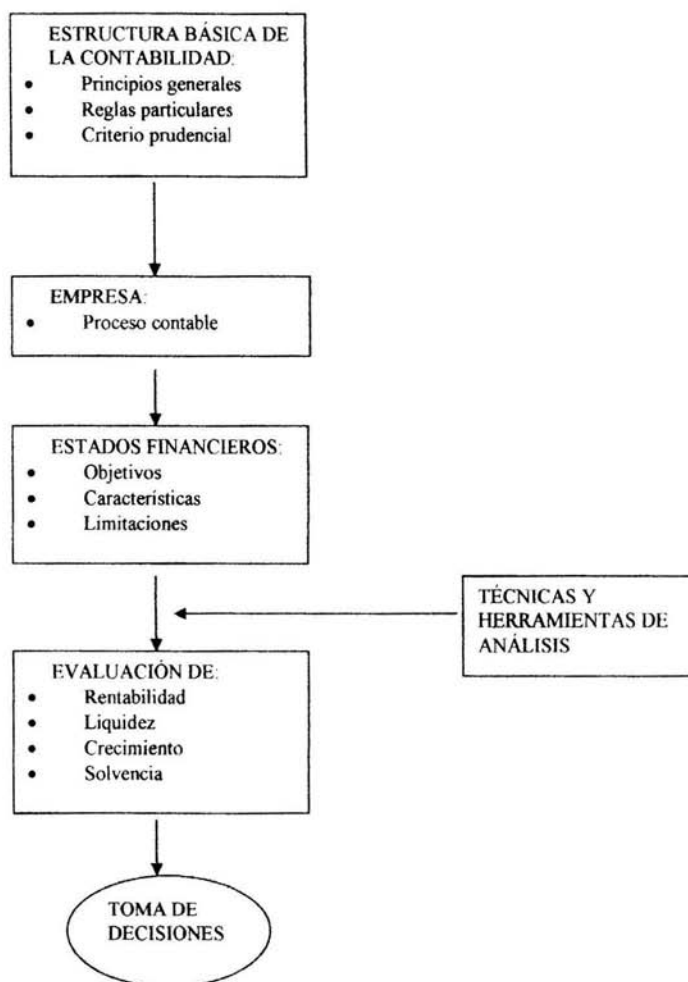 ESTRUCTURA BÁSICA DE
LA CONTABILIDAD:
• Principios generales
• Reglas particulares
• Criterio prudencial
EMPRESA:
• Proceso contable
ESTADOS FINANCIEROS:
• Objetivos
• Características
• Limitaciones
TÉCNICAS Y
HERRAMIENTAS DE
ANÁLISIS
EVALUACIÓN DE:
• Rentabilidad
• Liquidez
• Crecimiento
• Solvencia
TOMA DE
DECISIONES